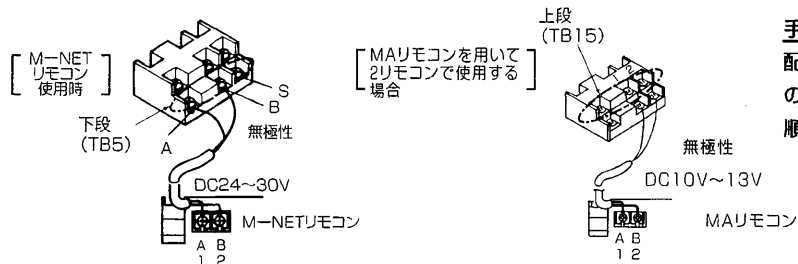 M－NET
リモコン
使用時
下段
(TB5)
A
B
S
無極性
DC24～30V
M－NETリモコン
A B
1 2
MAリモコンを用いて
2リモコンで使用する
場合
上段
(TB15)
無極性
DC10V～13V
MAリモコン
A B
1 2
手
配
の
順